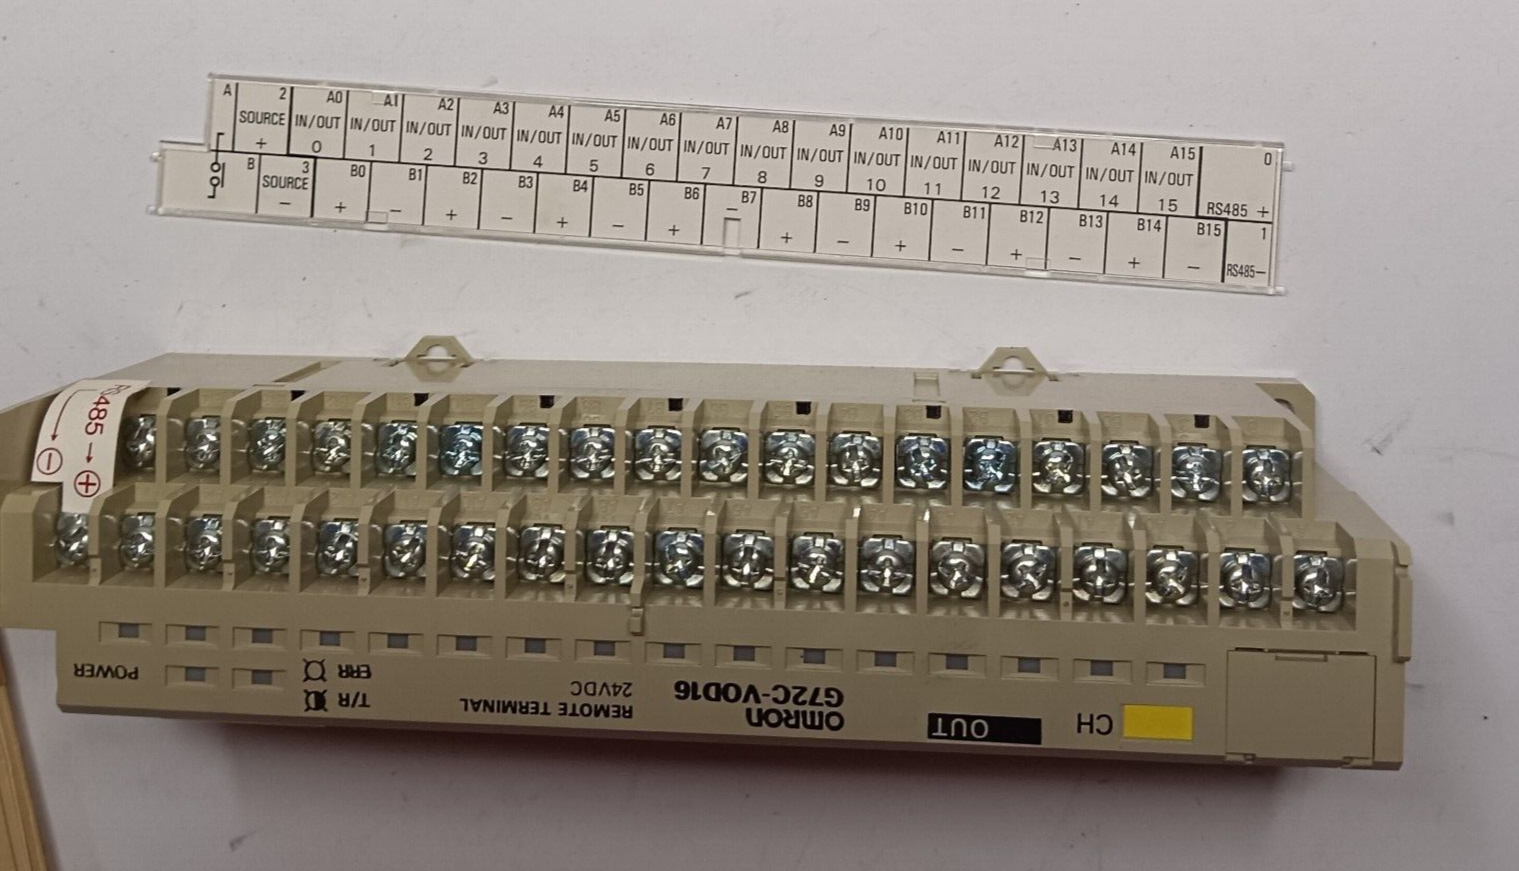 A 2 A0 A1 A2 A3 A4 A5 A6 A7 A8 A9 A10 A11 A12 A13 A14 A15 0
SOURCE IN/OUT IN/OUT IN/OUT IN/OUT IN/OUT IN/OUT IN/OUT IN/OUT IN/OUT IN/OUT IN/OUT IN/OUT IN/OUT IN/OUT IN/OUT IN/OUT
+ 0 1 2 3 4 5 6 7 8 9 10 11 12 13 14 15 RS485 +
B 3 B0 B1 B2 B3 B4 B5 B6 B7 B8 B9 B10 B11 B12 B13 B14 B15 1
SOURCE
− + − + − + − + − + − + − + − + − RS485−
RS485 → ⊕
→ ⊖
CH
OUT
OMRON
G72C-VOD16
REMOTE TERMINAL
24VDC
T/R
ERR
POWER